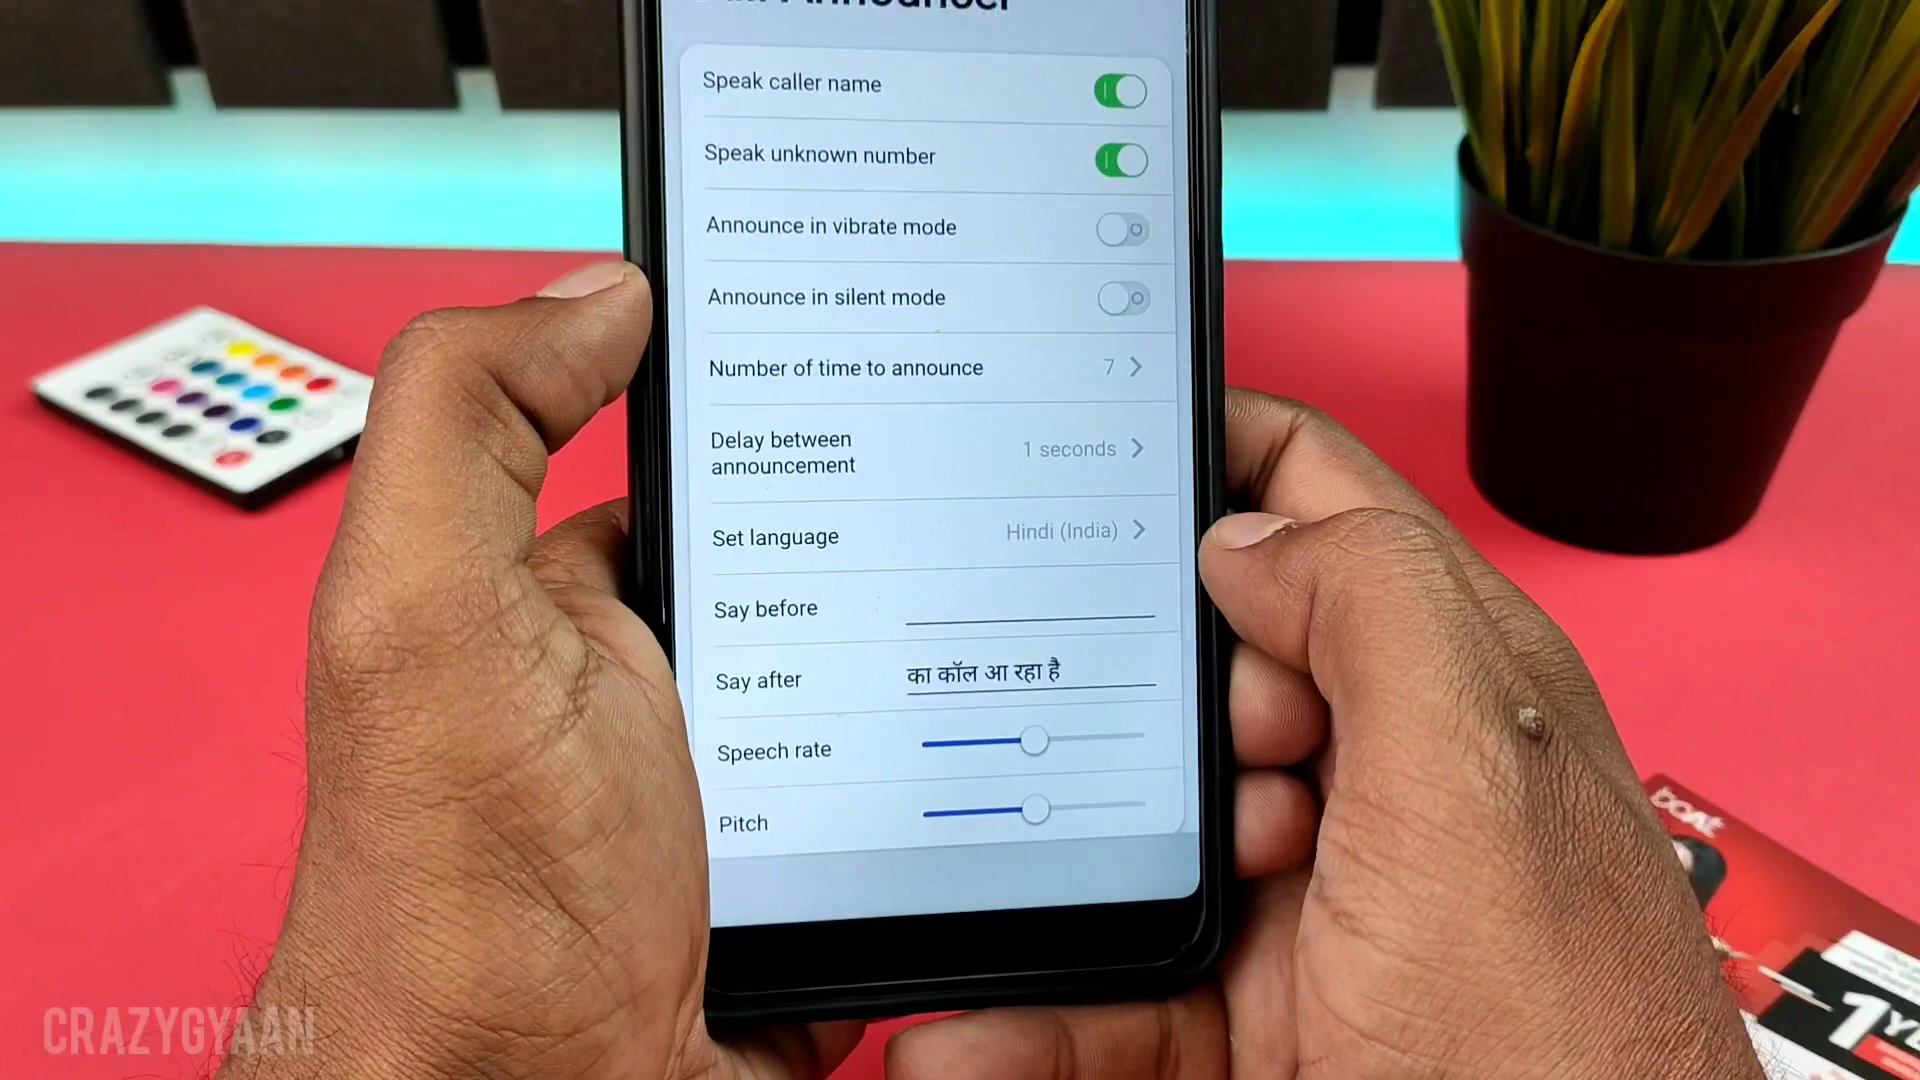 Announcer
Speak caller name
Speak unknown number
Announce in vibrate mode
Announce in silent mode
Number of time to announce 7
Delay between
announcement
1 seconds
Set language Hindi (India)
Say before
Say after का कॉल आ रहा है
Speech rate
Pitch
boAt
1
CRAZYGYAAN